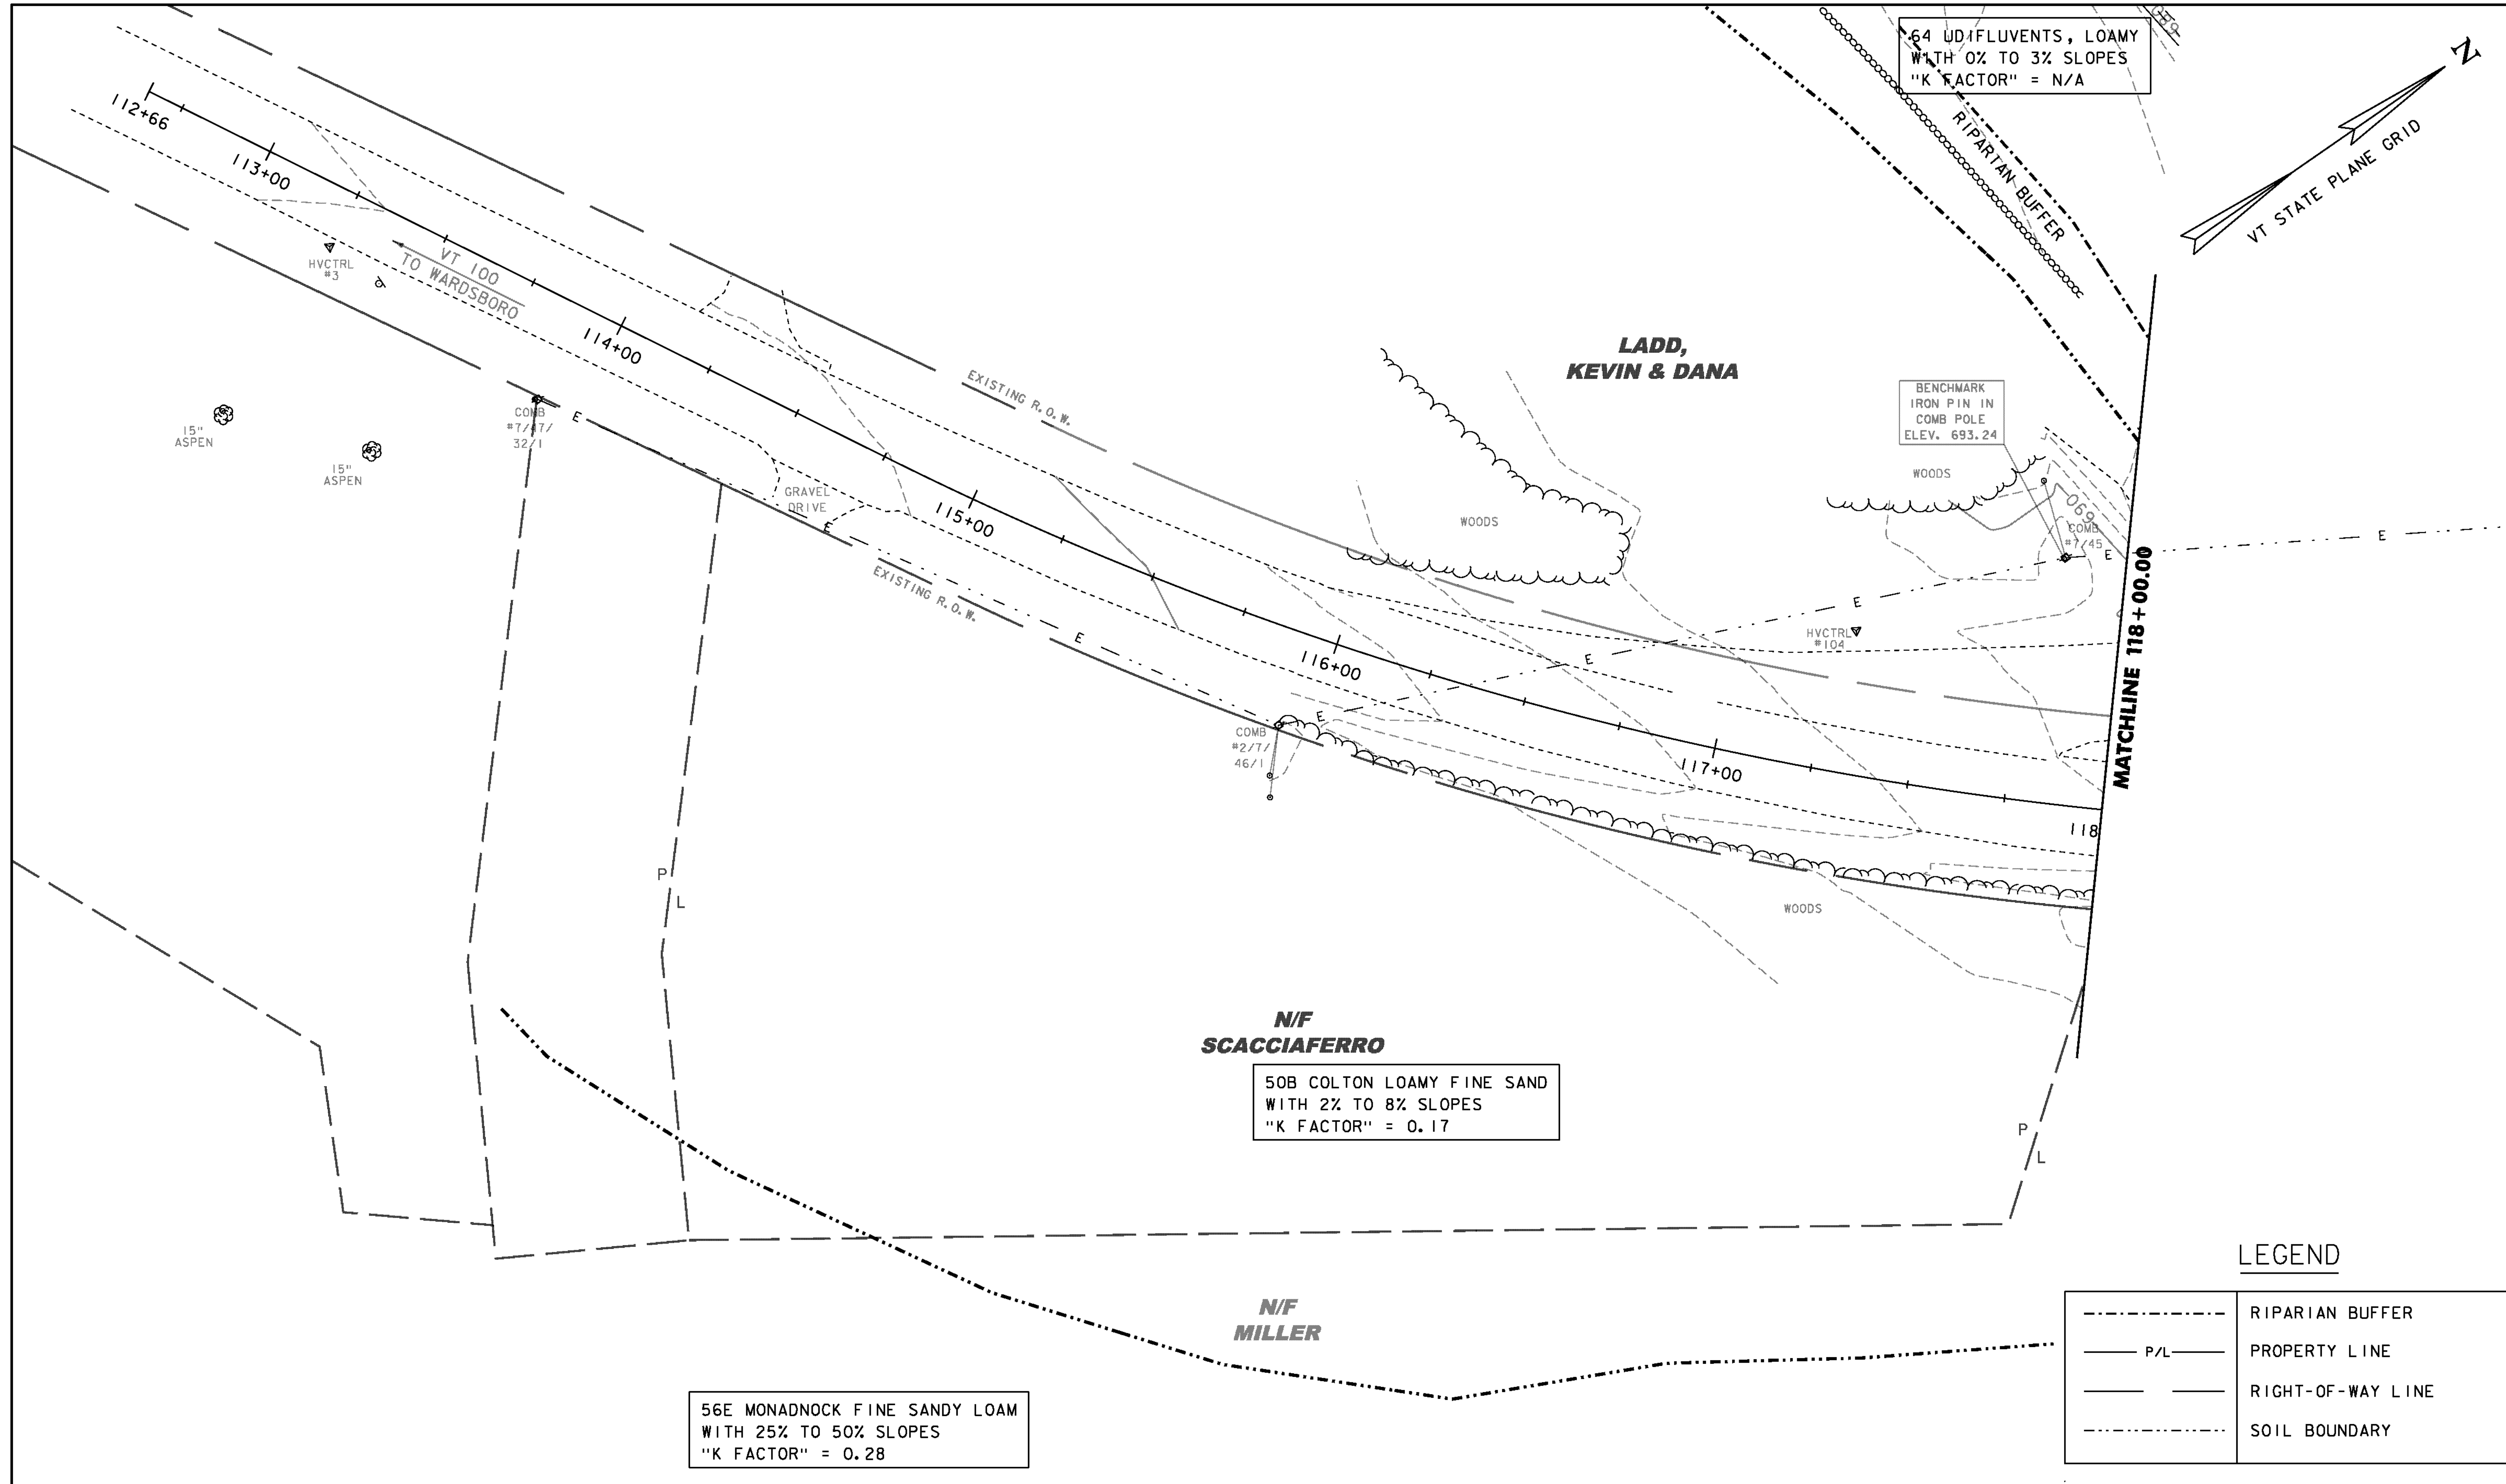 64 UDIFLUVENTS, LOAMY
WITH 0% TO 3% SLOPES
"K FACTOR" = N/A
089
N
VT STATE PLANE GRID
RIPARTAN BUFFER
112+66
113+00
HVCTRL
#3
VT 100
TO WARDSBORO
114+00
LADD,
KEVIN & DANA
EXISTING R.O.W.
BENCHMARK
IRON PIN IN
COMB POLE
ELEV. 693.24
15"
ASPEN
15"
ASPEN
COMB
#7/47/
32/1
E
GRAVEL
DRIVE
E
115+00
WOODS
WOODS
069
COMB
#7/45
E
E
EXISTING R.O.W.
E
E
HVCTRL
#104
E
116+00
E
COMB
#2/7/
46/1
117+00
MATCHLINE 118+00.00
118
P
L
WOODS
N/F
SCACCIAFERRO
50B COLTON LOAMY FINE SAND
WITH 2% TO 8% SLOPES
"K FACTOR" = 0.17
P
L
N/F
MILLER
56E MONADNOCK FINE SANDY LOAM
WITH 25% TO 50% SLOPES
"K FACTOR" = 0.28
LEGEND
RIPARIAN BUFFER
P/L PROPERTY LINE
RIGHT-OF-WAY LINE
SOIL BOUNDARY